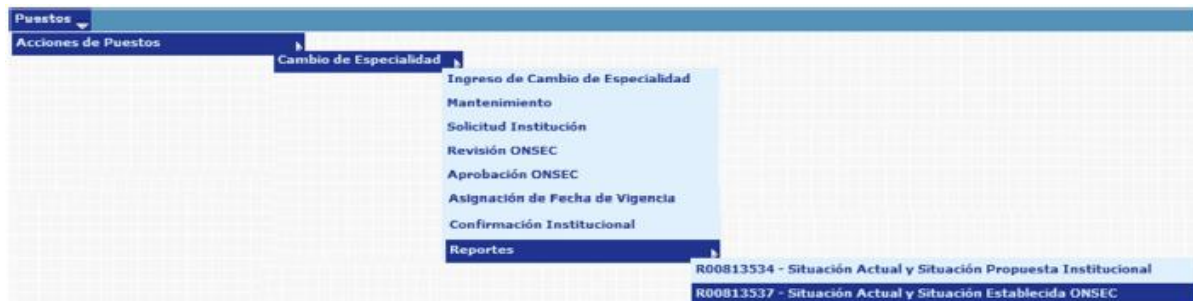 Puestos
Acciones de Puestos
Cambio de Especialidad
Ingreso de Cambio de Especialidad
Mantenimiento
Solicitud Institución
Revisión ONSEC
Aprobación ONSEC
Asignación de Fecha de Vigencia
Confirmación Institucional
Reportes
R00813534 - Situación Actual y Situación Propuesta Institucional
R00813537 - Situación Actual y Situación Establecida ONSEC